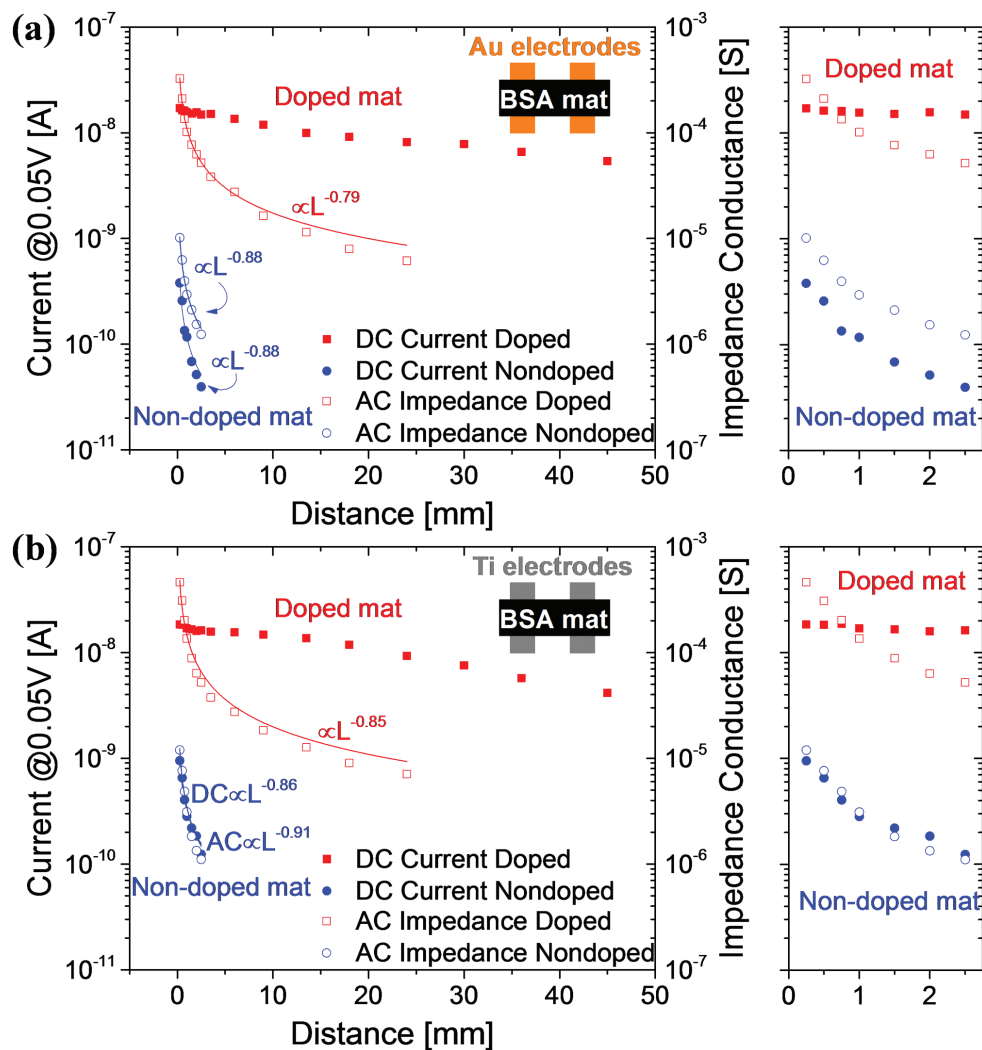 (a)
10^-7
10^-8
10^-9
10^-10
10^-11
Current @0.05V [A]
Au electrodes
BSA mat
Doped mat
∝L^-0.79
∝L^-0.88
∝L^-0.88
Non-doped mat
DC Current Doped
DC Current Nondoped
AC Impedance Doped
AC Impedance Nondoped
0 10 20 30 40 50
Distance [mm]
10^-3
10^-4
10^-5
10^-6
10^-7
Impedance Conductance [S]
Doped mat
Non-doped mat
0 1 2
(b)
10^-7
10^-8
10^-9
10^-10
10^-11
Current @0.05V [A]
Ti electrodes
BSA mat
Doped mat
∝L^-0.85
DC∝L^-0.86
AC∝L^-0.91
Non-doped mat
DC Current Doped
DC Current Nondoped
AC Impedance Doped
AC Impedance Nondoped
0 10 20 30 40 50
Distance [mm]
10^-3
10^-4
10^-5
10^-6
10^-7
Impedance Conductance [S]
Doped mat
Non-doped mat
0 1 2